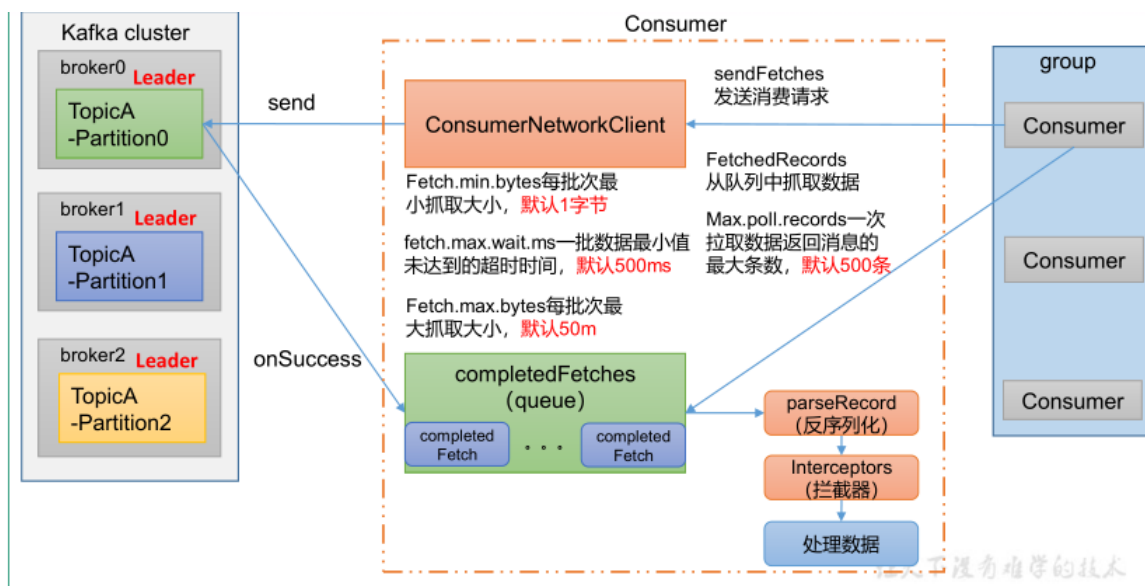 Kafka cluster
broker0
Leader
TopicA
-Partition0
broker1
Leader
TopicA
-Partition1
broker2
Leader
TopicA
-Partition2
send
onSuccess
Consumer
ConsumerNetworkClient
Fetch.min.bytes每批次最
小抓取大小，默认1字节
fetch.max.wait.ms一批数据最小值
未达到的超时时间，默认500ms
Fetch.max.bytes每批次最
大抓取大小，默认50m
completedFetches
（queue）
completed
Fetch
。。。
completed
Fetch
sendFetches
发送消费请求
FetchedRecords
从队列中抓取数据
Max.poll.records一次
拉取数据返回消息的
最大条数，默认500条
parseRecord
（反序列化）
Interceptors
（拦截器）
处理数据
group
Consumer
Consumer
Consumer
下没有难学的技术